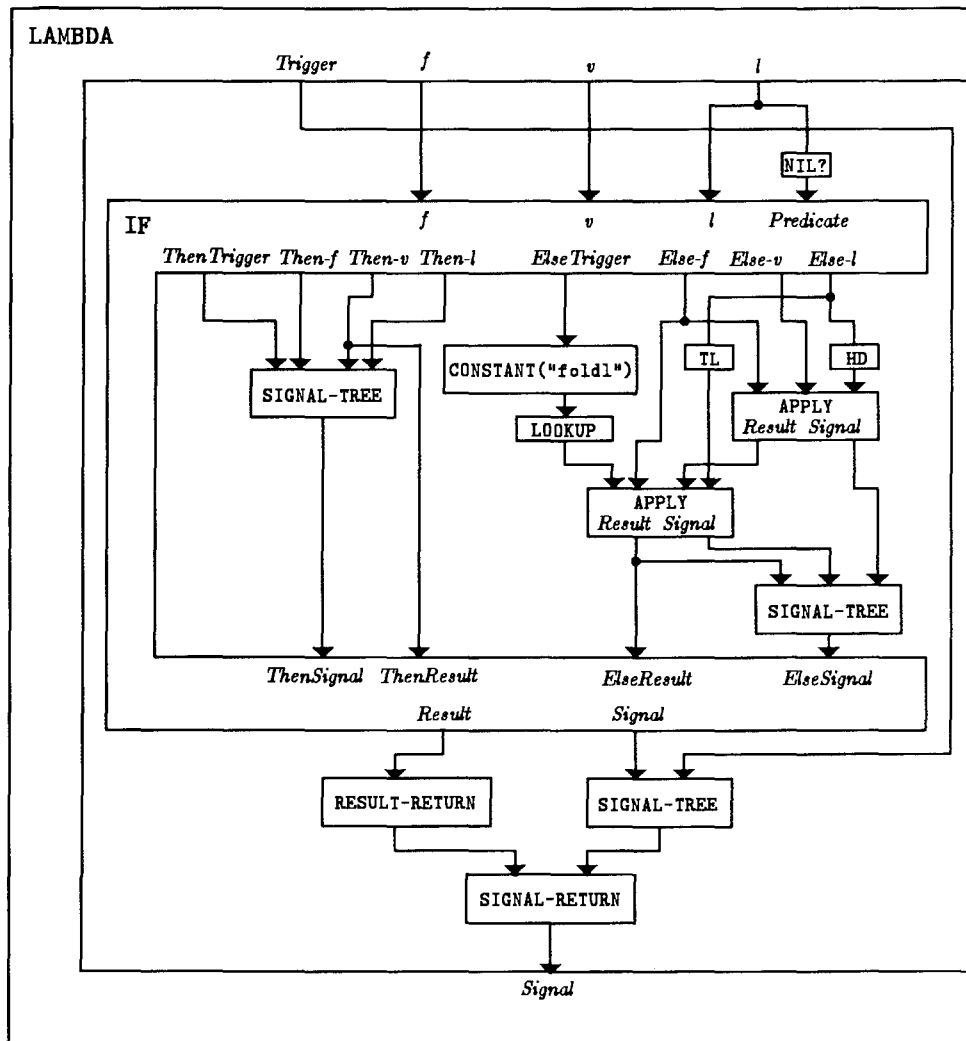 LAMBDA
Trigger f v l
NIL?
IF f v l Predicate
ThenTrigger Then-f Then-v Then-l ElseTrigger Else-f Else-v Else-l
CONSTANT("foldl") TL HD
SIGNAL-TREE
APPLY
Result Signal
LOOKUP
APPLY
Result Signal
SIGNAL-TREE
ThenSignal ThenResult ElseResult ElseSignal
Result Signal
RESULT-RETURN SIGNAL-TREE
SIGNAL-RETURN
Signal